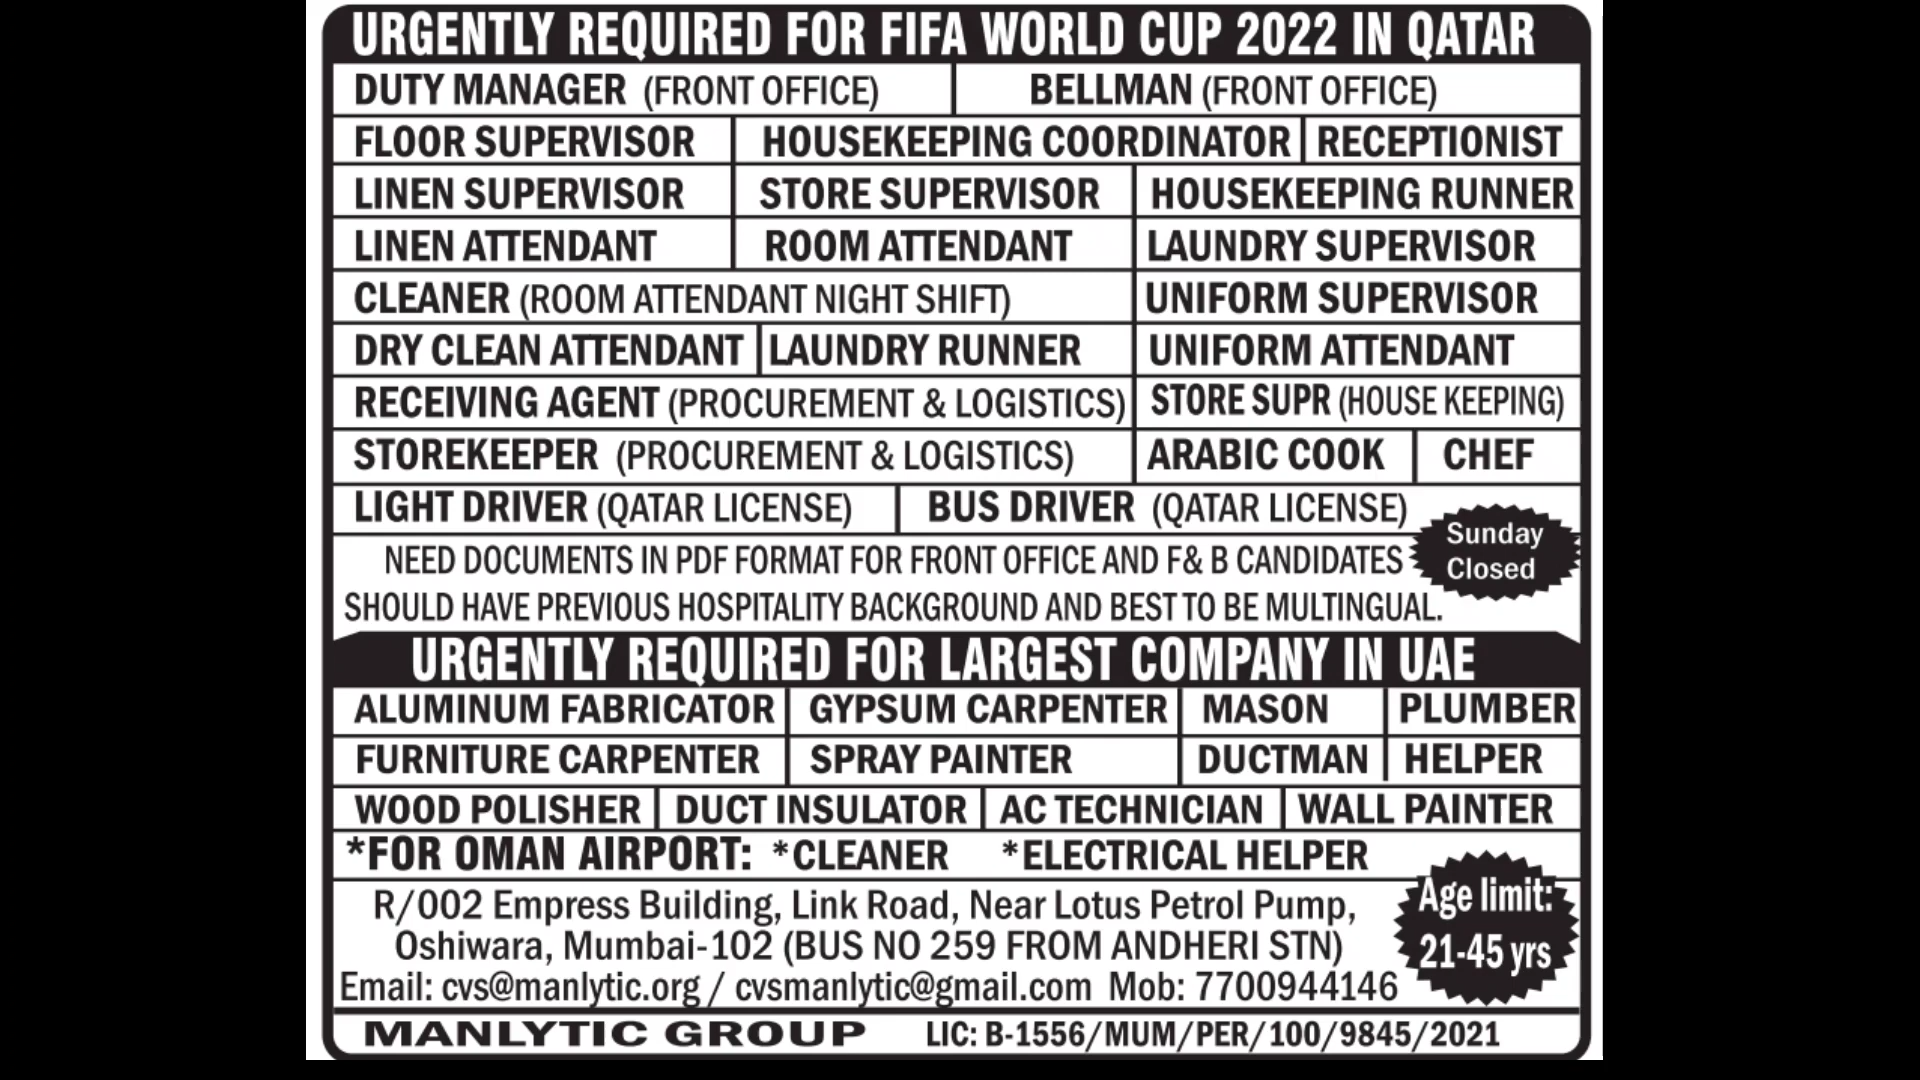 URGENTLY REQUIRED FOR FIFA WORLD CUP 2022 IN QATAR
DUTY MANAGER (FRONT OFFICE) BELLMAN (FRONT OFFICE)
FLOOR SUPERVISOR HOUSEKEEPING COORDINATOR RECEPTIONIST
LINEN SUPERVISOR STORE SUPERVISOR HOUSEKEEPING RUNNER
LINEN ATTENDANT ROOM ATTENDANT LAUNDRY SUPERVISOR
CLEANER (ROOM ATTENDANT NIGHT SHIFT) UNIFORM SUPERVISOR
DRY CLEAN ATTENDANT LAUNDRY RUNNER UNIFORM ATTENDANT
RECEIVING AGENT (PROCUREMENT & LOGISTICS) STORE SUPR (HOUSE KEEPING)
STOREKEEPER (PROCUREMENT & LOGISTICS) ARABIC COOK CHEF
LIGHT DRIVER (QATAR LICENSE) BUS DRIVER (QATAR LICENSE)
Sunday
Closed
NEED DOCUMENTS IN PDF FORMAT FOR FRONT OFFICE AND F& B CANDIDATES
SHOULD HAVE PREVIOUS HOSPITALITY BACKGROUND AND BEST TO BE MULTINGUAL.
URGENTLY REQUIRED FOR LARGEST COMPANY IN UAE
ALUMINUM FABRICATOR GYPSUM CARPENTER MASON PLUMBER
FURNITURE CARPENTER SPRAY PAINTER DUCTMAN HELPER
WOOD POLISHER DUCT INSULATOR AC TECHNICIAN WALL PAINTER
*FOR OMAN AIRPORT: *CLEANER *ELECTRICAL HELPER
R/002 Empress Building, Link Road, Near Lotus Petrol Pump,
Oshiwara, Mumbai-102 (BUS NO 259 FROM ANDHERI STN)
Email: cvs@manlytic.org / cvsmanlytic@gmail.com Mob: 7700944146
Age limit:
21-45 yrs
MANLYTIC GROUP LIC: B-1556/MUM/PER/100/9845/2021